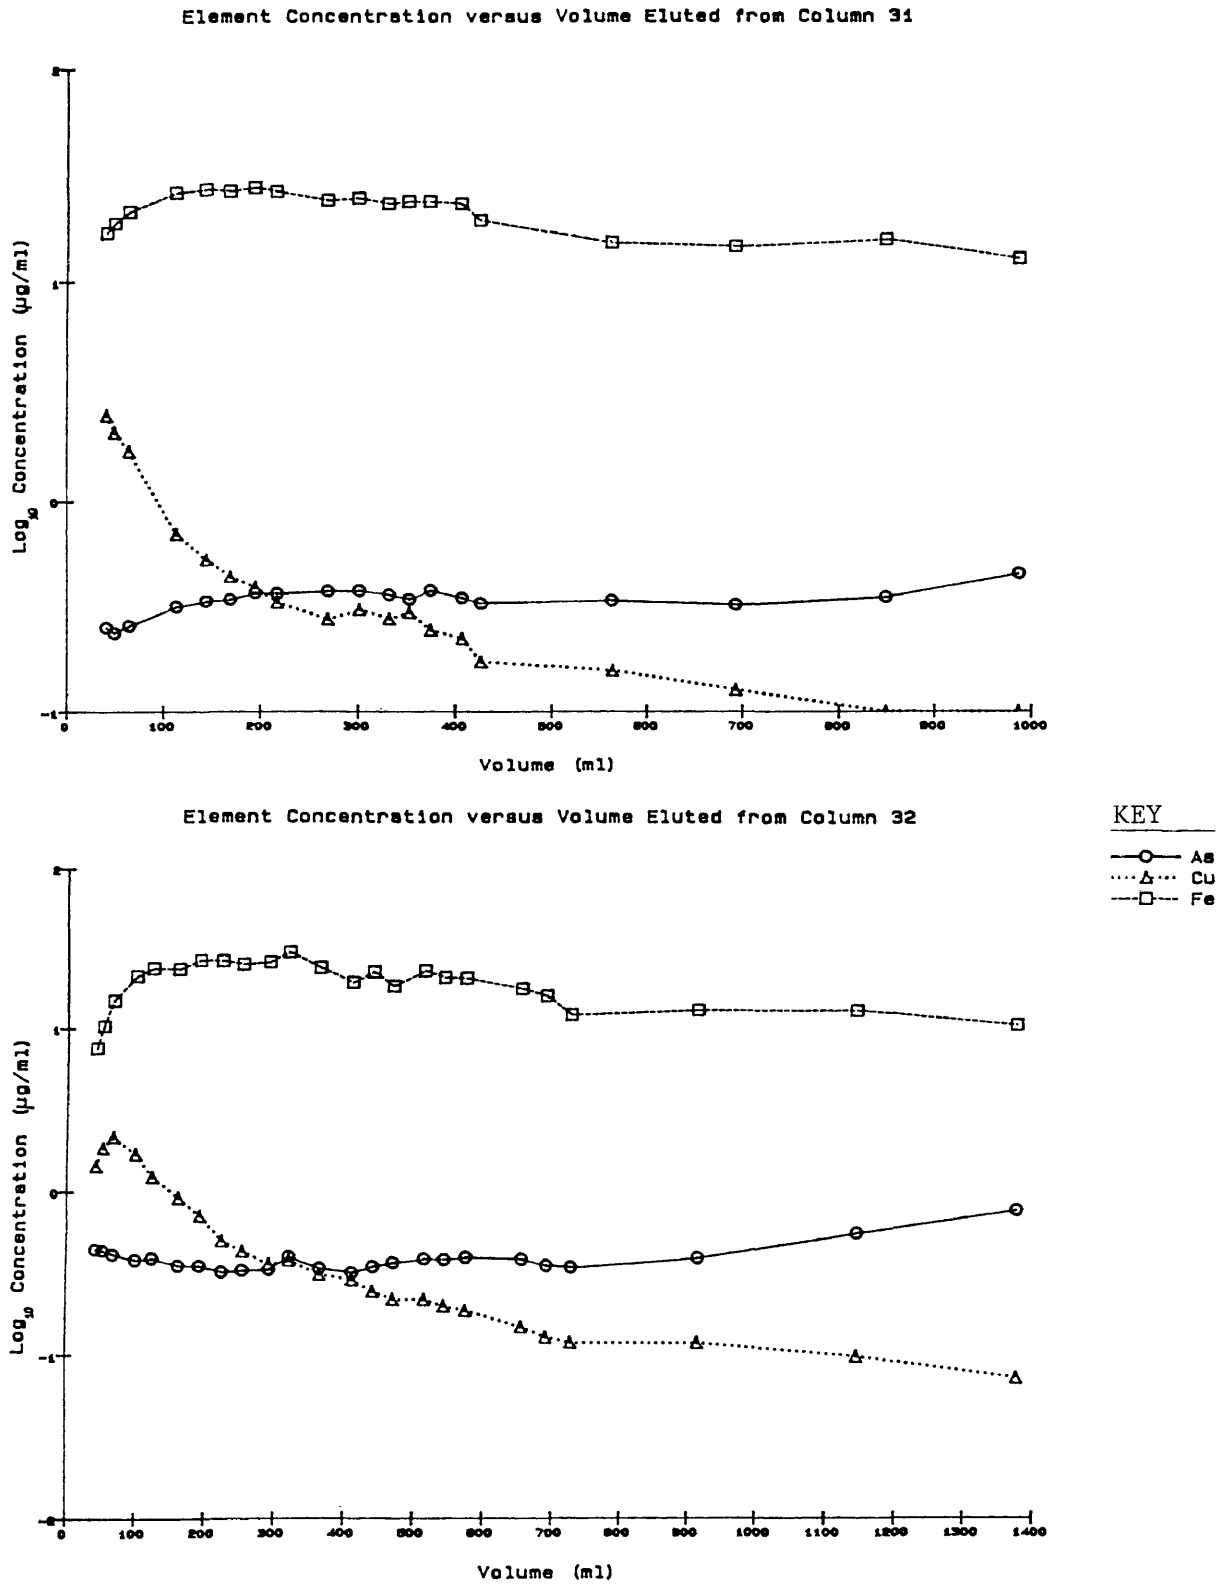 Element Concentration versus Volume Eluted from Column 31
2
1
0
-1
Log10 Concentration (µg/ml)
0 100 200 300 400 500 600 700 800 900 1000
Volume (ml)
Element Concentration versus Volume Eluted from Column 32
KEY
As
Cu
Fe
2
1
0
-1
-2
Log10 Concentration (µg/ml)
0 100 200 300 400 500 600 700 800 900 1000 1100 1200 1300 1400
Volume (ml)